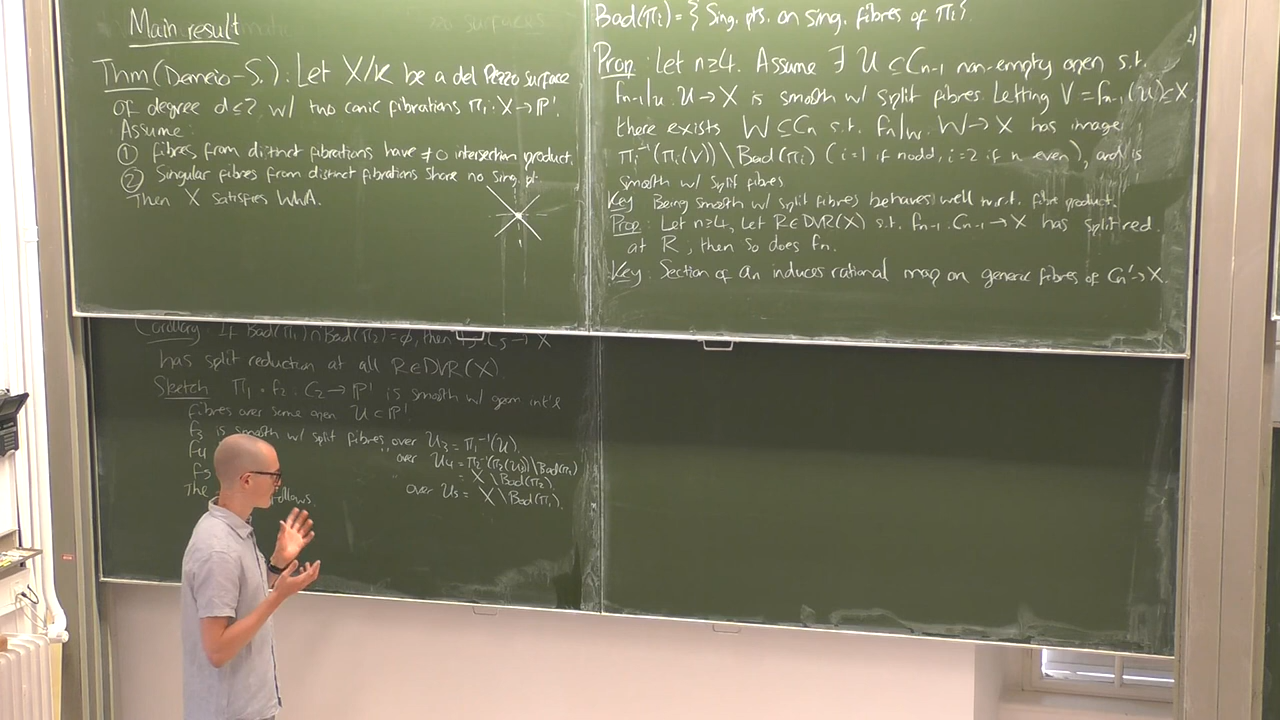 Main result
Thm (Demeio-S.): Let X/K be a del Pezzo surface
of degree d≤2 w/ two conic fibrations π₁: X→P¹.
Assume:
① Fibres from distinct fibrations have ≠0 intersection product.
② Singular fibres from distinct fibrations share no sing. pt.
Then X satisfies WWA.
Bad(πᵢ) = { Sing. pts. on sing. fibres of πᵢ}.
Prop: Let n≥4. Assume ∃ U ⊆ Cn-1 non-empty open s.t.
fn-1|u : U → X is smooth w/ split fibres. Letting V = fn-1(U) ⊆ X,
there exists W ⊆ Cn s.t. fn|w : W → X has image
πᵢ⁻¹(πᵢ(V)) \ Bad(πᵢ) (i=1 if n odd, i=2 if n even), and is
smooth w/ split fibres
Key: Being smooth w/ split fibres behaves well w.r.t. fibre product.
Prop: Let n≥4, Let R∈DVR(X) s.t. fn-1: Cn-1→X has split red.
at R, then so does fn.
Key: Section of an induces rational map on general fibres of Cn'→X.
Corollary: If Bad(π₁)∩Bad(π₂)=∅, then C5 → X
has split reduction at all R∈DVR(X).
Sketch π₁∘f₂: C₂→P¹ is smooth w/ geom int'l
fibres over some open U⊂P¹
f₃ is smooth w/ split fibres over U₃ = π₁⁻¹(U).
f₄ " over U₄ = π₂⁻¹(π₂(U₃))\Bad(π₂)
= X \ Bad(π₂).
f₅ over U₅ = X \ Bad(π₁).
The follows